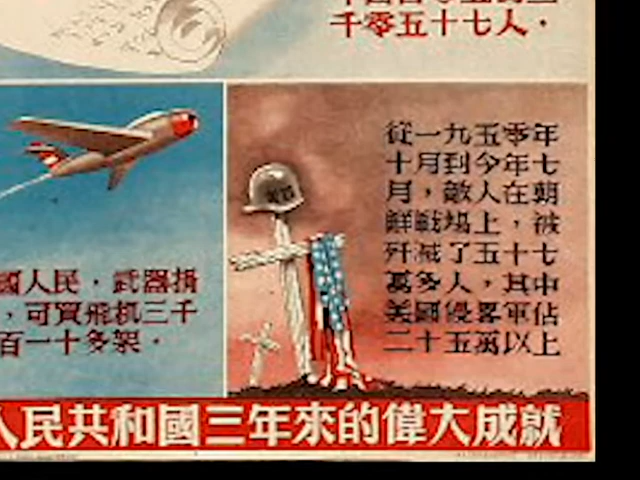 千零五十七人·
國人民·武器捐
,可買飛机三千
百一十多架·
從一九五零年
十月到今年七
月,敵人在朝
鮮戰場上,被
殲滅了五十七
萬多人,其中
美國侵畧軍佔
二十五萬以上
人民共和國三年來的偉大成就